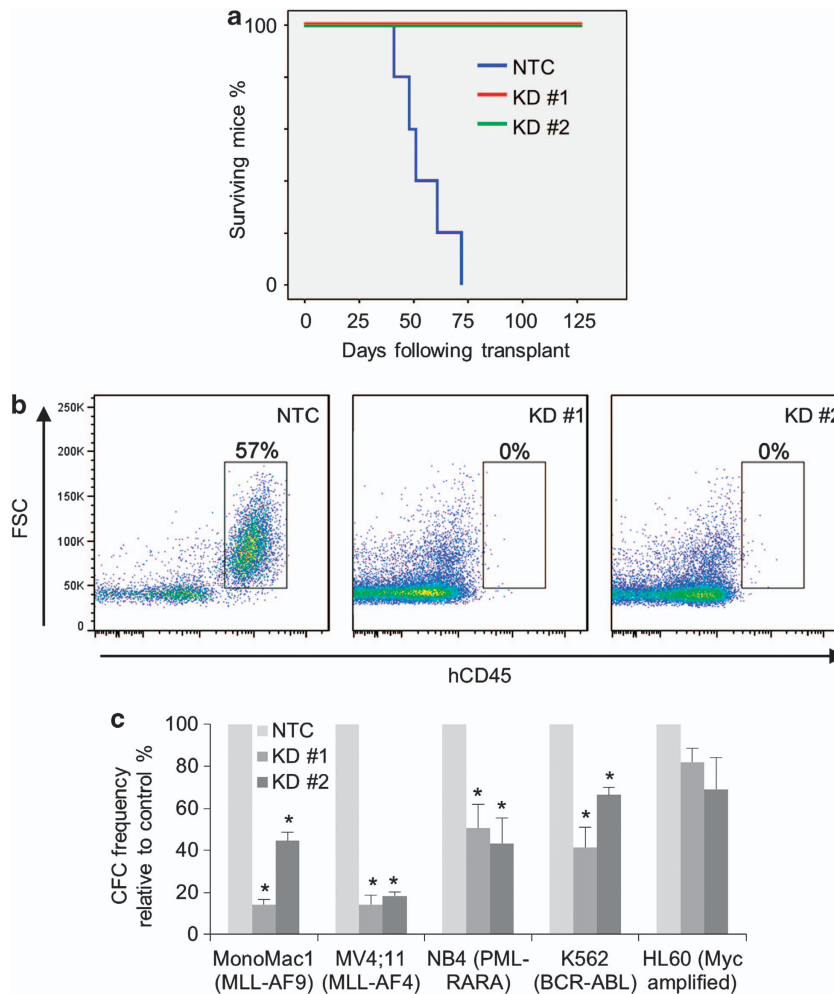 a
100
0
Surviving mice %
NTC
KD #1
KD #2
0 25 50 75 100 125
Days following transplant
b
250K
200K
150K
100K
50K
0
FSC
NTC
57%
KD #1
0%
KD #2
0%
hCD45
c
100
80
60
40
20
0
CFC frequency
relative to control %
NTC
KD #1
KD #2
* * * * * * * *
MonoMac1 MV4;11 NB4 (PML- K562 HL60 (Myc
(MLL-AF9) (MLL-AF4) RARA) (BCR-ABL) amplified)